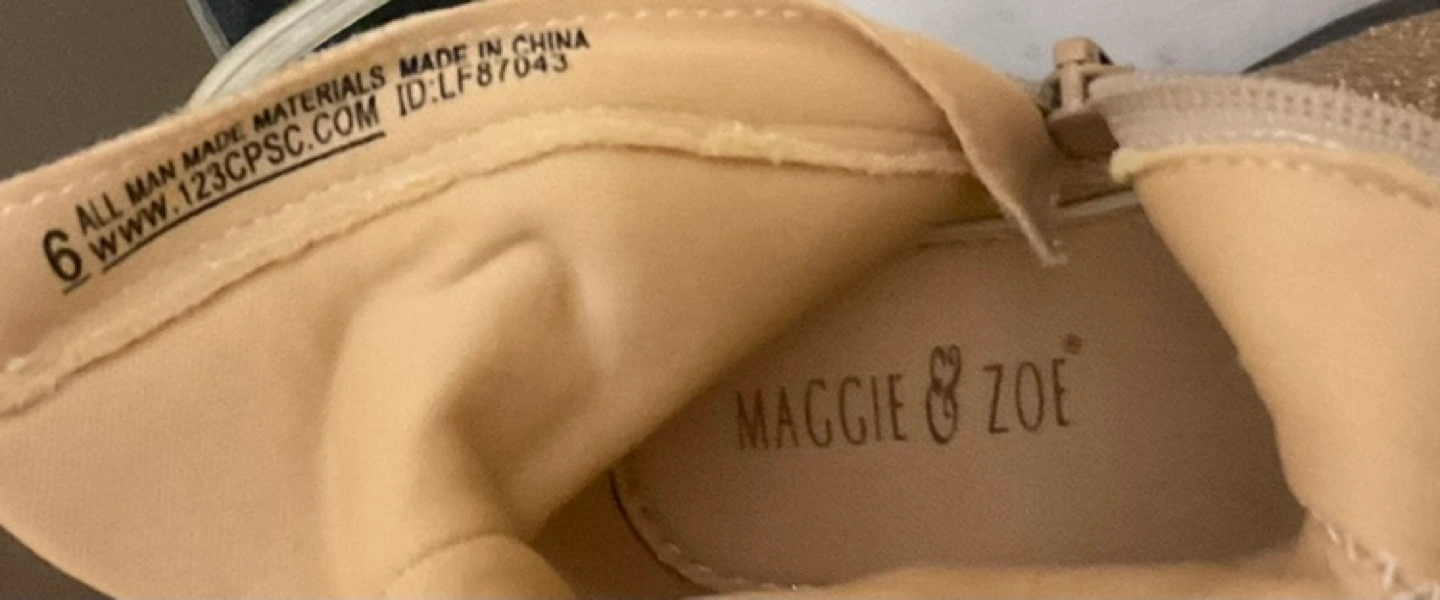 6
ALL MAN MADE MATERIALS MADE IN CHINA
WWW.123CPSC.COM ID:LF87043
MAGGIE & ZOE®